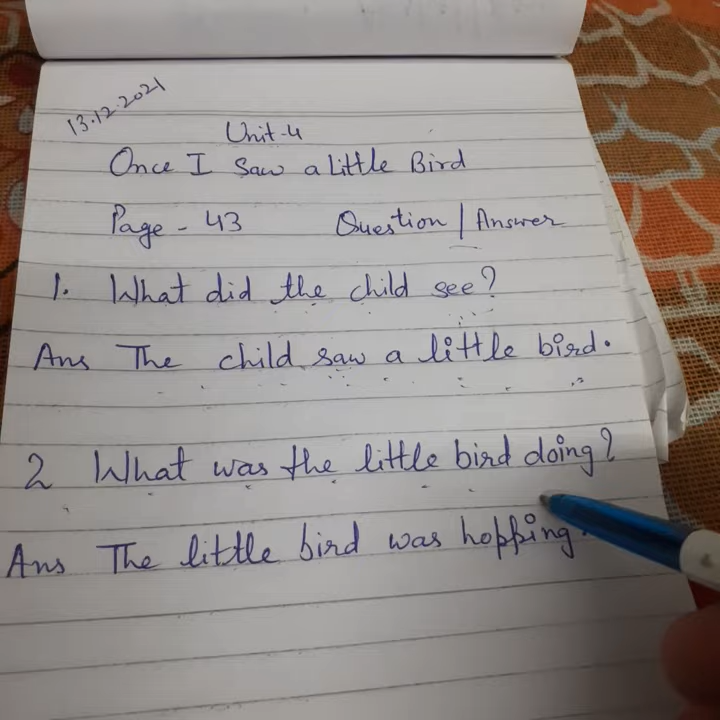 13.12.2021
Unit-4
Once I Saw a Little Bird
Page - 43 Question | Answer
1. What did the child see?
Ans The child saw a little bird.
2 What was the little bird doing?
Ans The little bird was hopping.